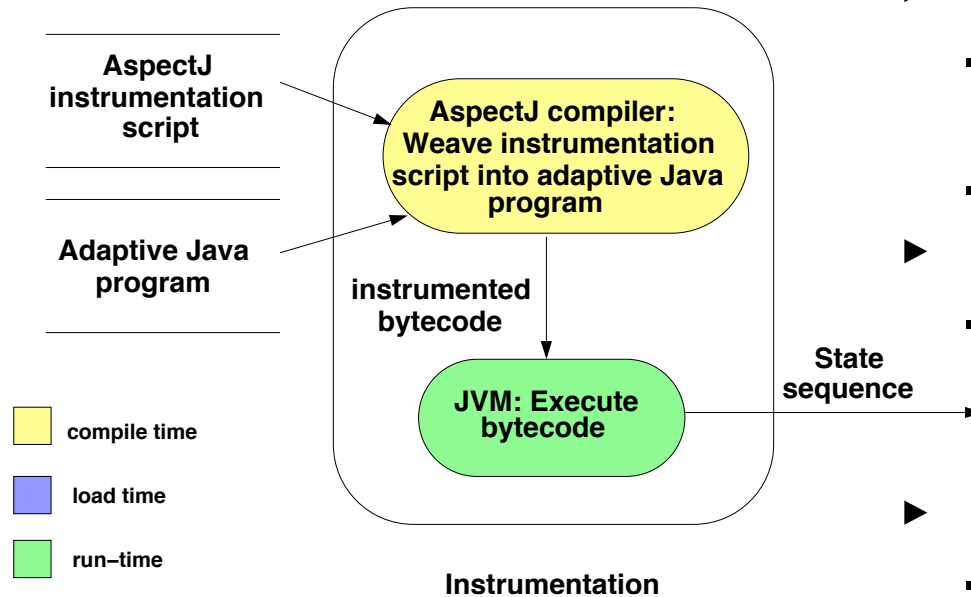 AspectJ
instrumentation
script
AspectJ compiler:
Weave instrumentation
script into adaptive Java
program
Adaptive Java
program
instrumented
bytecode
State
sequence
JVM: Execute
bytecode
compile time
load time
run−time
Instrumentation